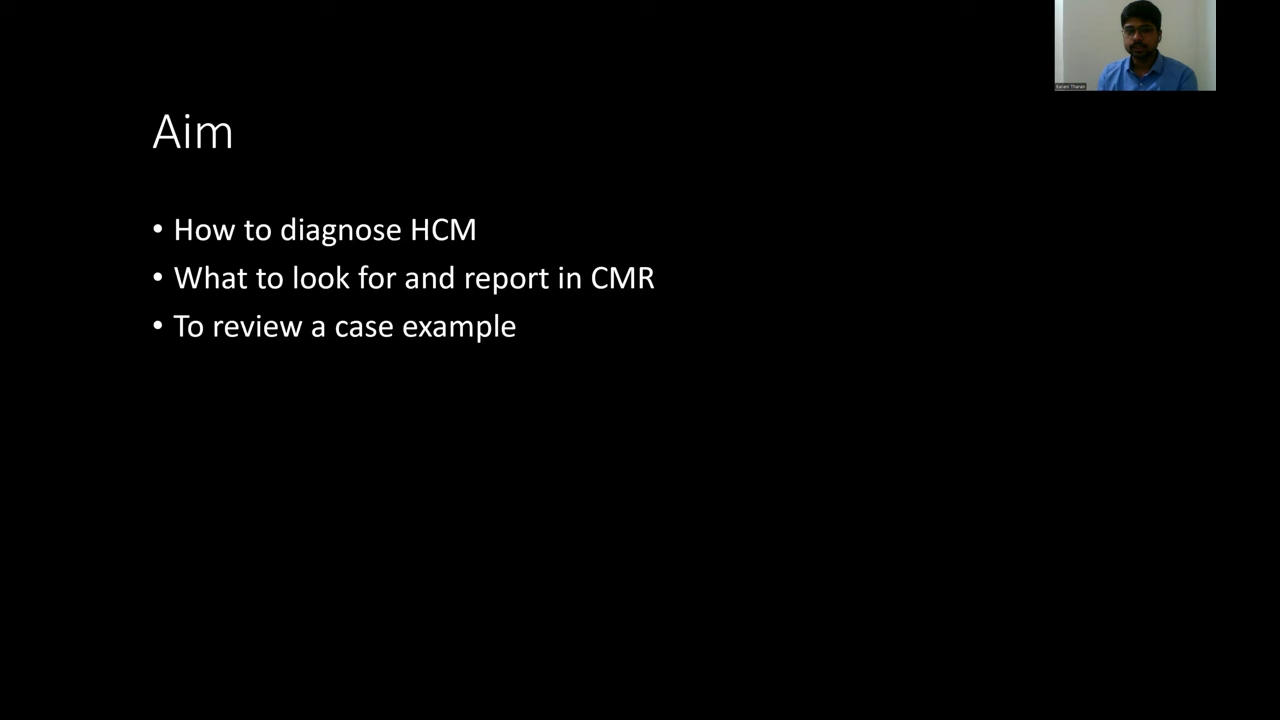 Aim
• How to diagnose HCM
• What to look for and report in CMR
• To review a case example